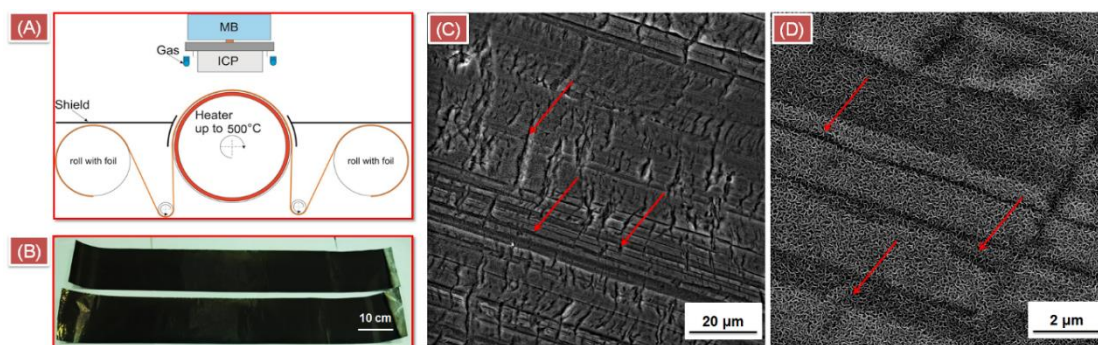 (A)
MB
Gas
ICP
Shield
Heater
up to 500°C
roll with foil
roll with foil
(B)
10 cm
(C)
20 µm
(D)
2 µm